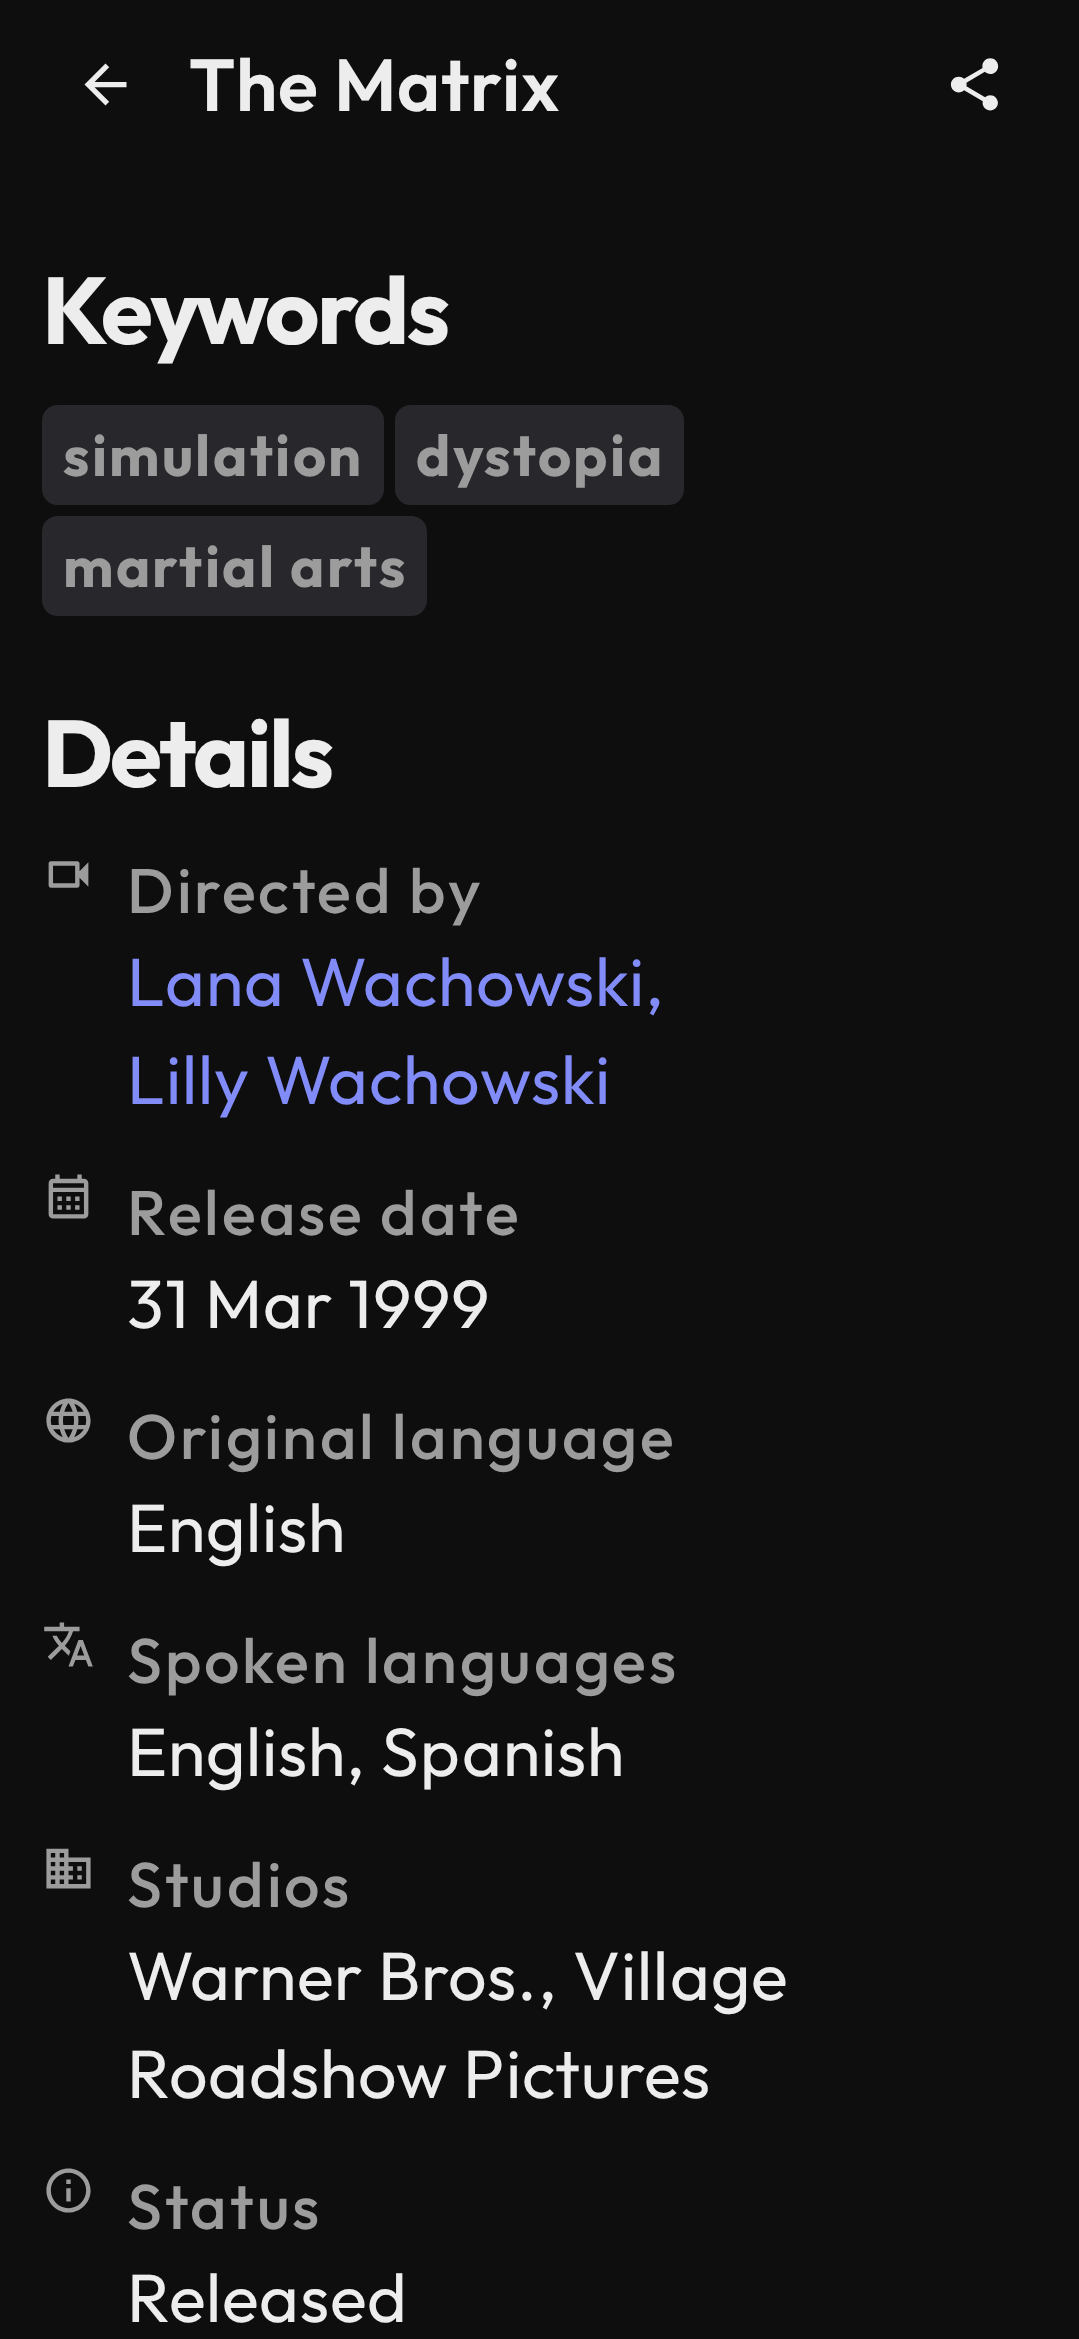 The Matrix
Keywords
simulation dystopia
martial arts
Details
Directed by
Lana Wachowski,
Lilly Wachowski
Release date
31 Mar 1999
Original language
English
Spoken languages
English, Spanish
Studios
Warner Bros., Village
Roadshow Pictures
Status
Released